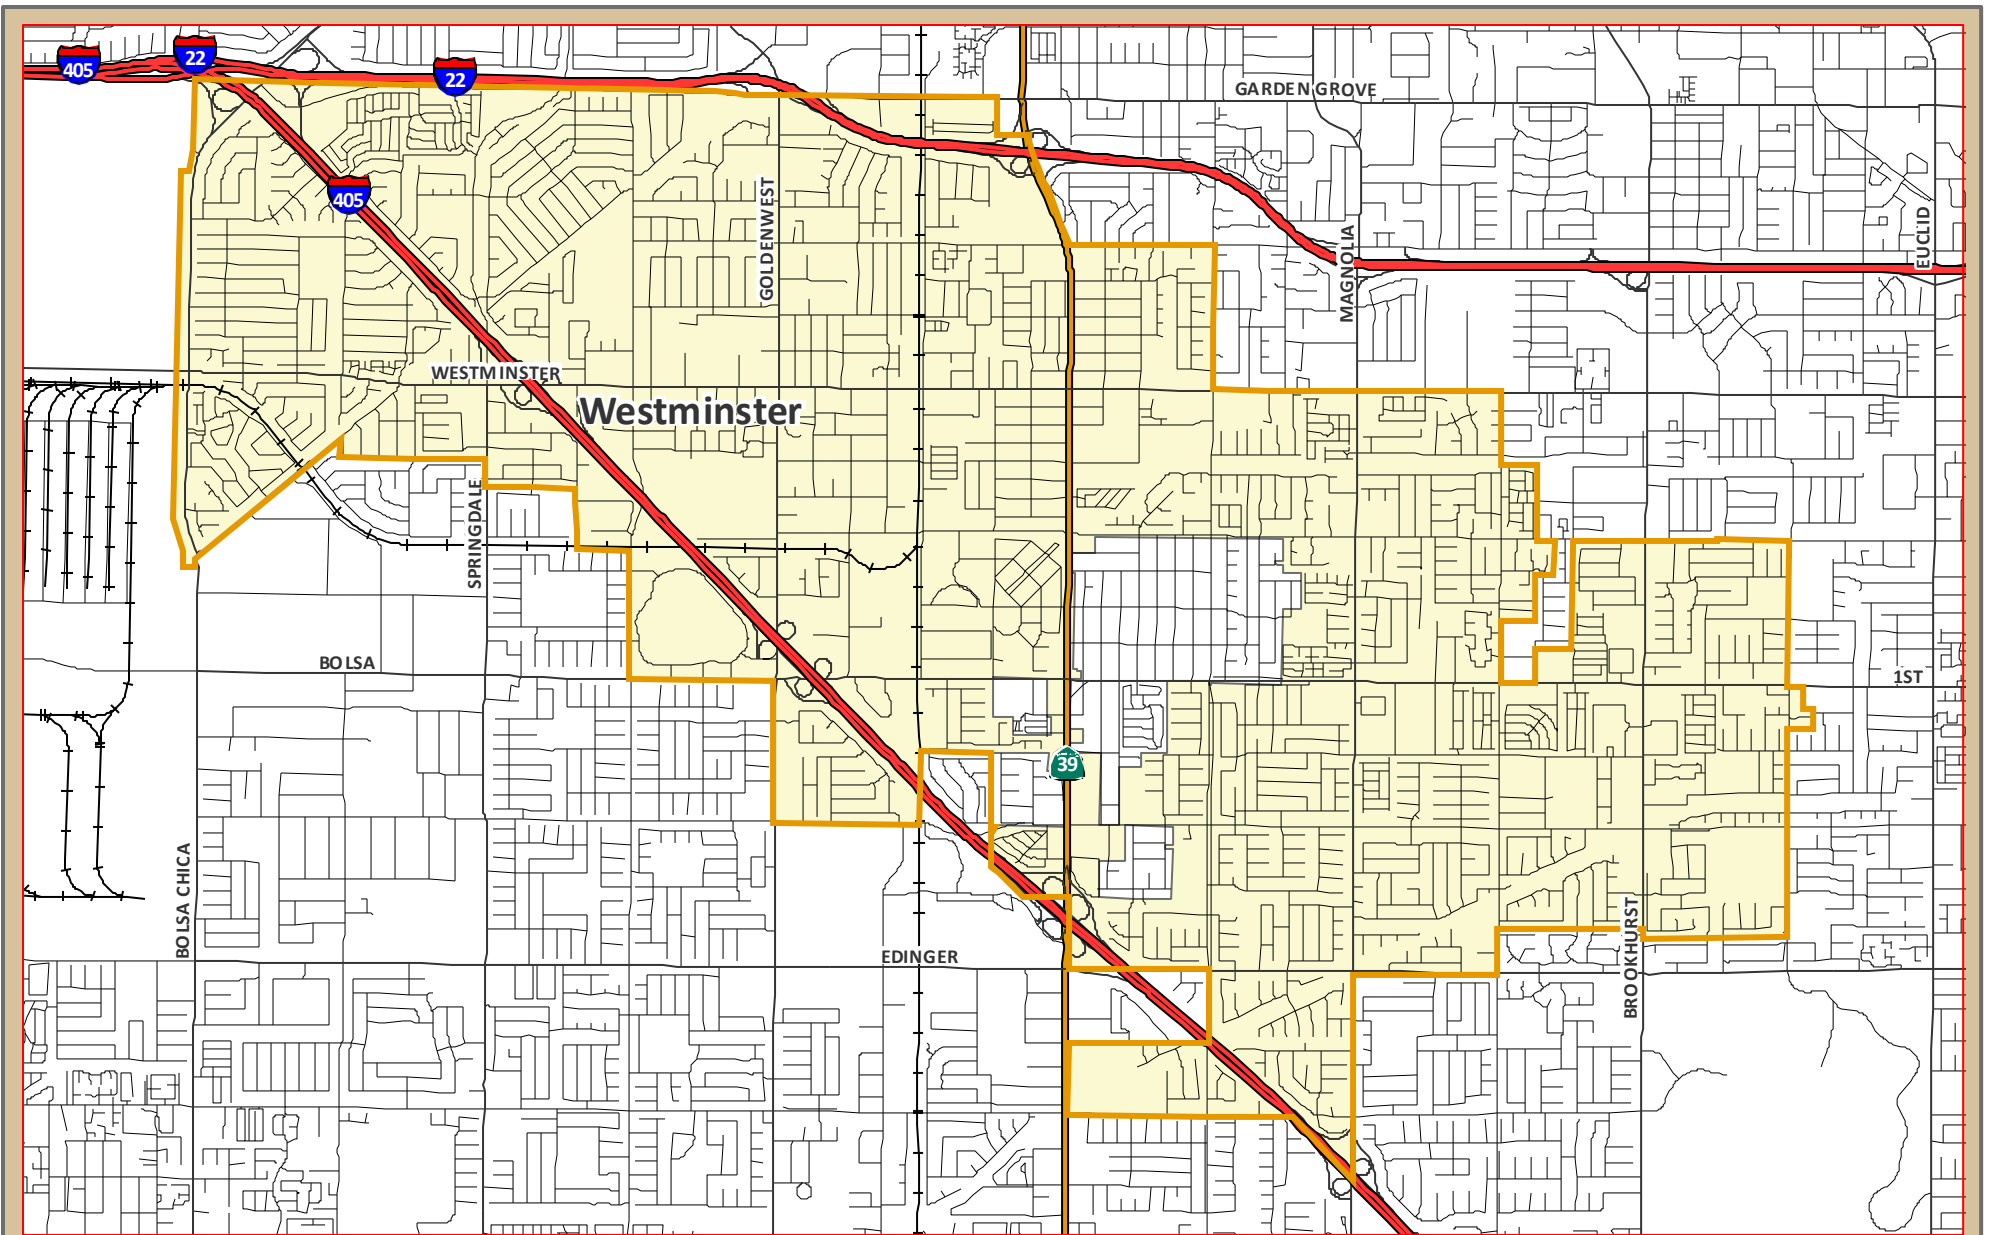 22
405
22
GARDEN GROVE
405
GOLDENWEST
EUCLID
MAGNOLIA
WESTMINSTER
Westminster
SPRINGDALE
BOLSA
1ST
39
BOLSA CHICA
EDINGER
BROOKHURST